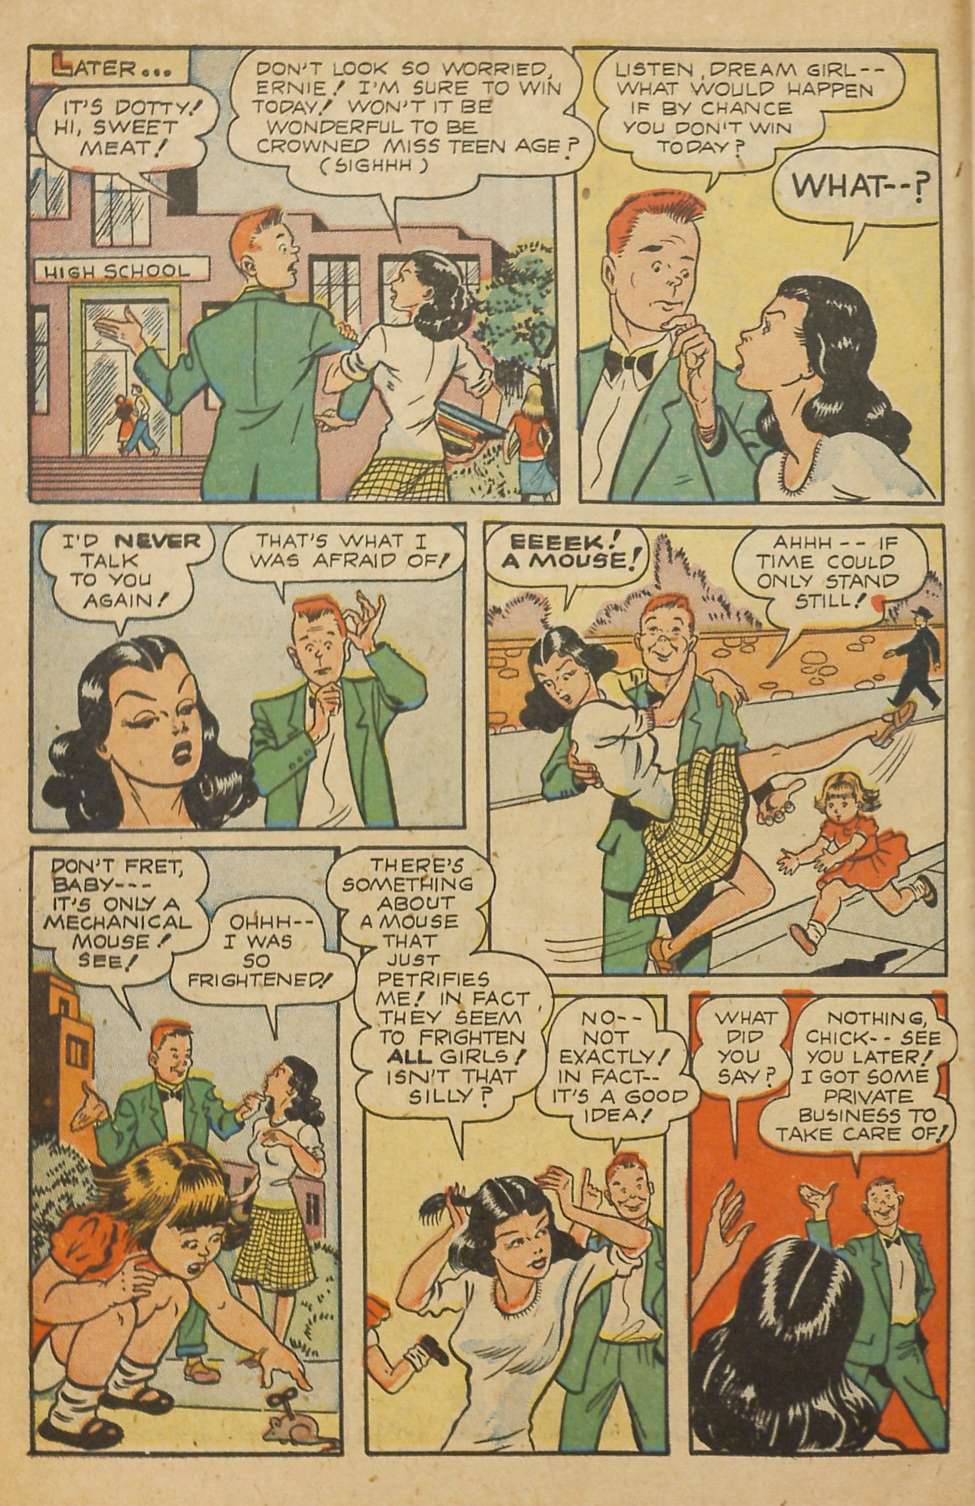 LATER...
IT'S DOTTY!
HI, SWEET
MEAT!
DON'T LOOK SO WORRIED,
ERNIE! I'M SURE TO WIN
TODAY! WON'T IT BE
WONDERFUL TO BE
CROWNED MISS TEEN AGE?
(SIGHHH)
HIGH SCHOOL
LISTEN, DREAM GIRL--
WHAT WOULD HAPPEN
IF BY CHANCE
YOU DON'T WIN
TODAY?
WHAT--?
I'D NEVER
TALK
TO YOU
AGAIN!
THAT'S WHAT I
WAS AFRAID OF!
EEEEK!
A MOUSE!
AHHH -- IF
TIME COULD
ONLY STAND
STILL!
DON'T FRET,
BABY---
IT'S ONLY A
MECHANICAL
MOUSE!
SEE!
OHHH--
I WAS
SO
FRIGHTENED!
THERE'S
SOMETHING
ABOUT
A MOUSE
THAT
JUST
PETRIFIES
ME! IN FACT,
THEY SEEM
TO FRIGHTEN
ALL GIRLS!
ISN'T THAT
SILLY?
NO--
NOT
EXACTLY!
IN FACT--
IT'S A GOOD
IDEA!
WHAT
DID
YOU
SAY?
NOTHING,
CHICK-- SEE
YOU LATER!
I GOT SOME
PRIVATE
BUSINESS TO
TAKE CARE OF!